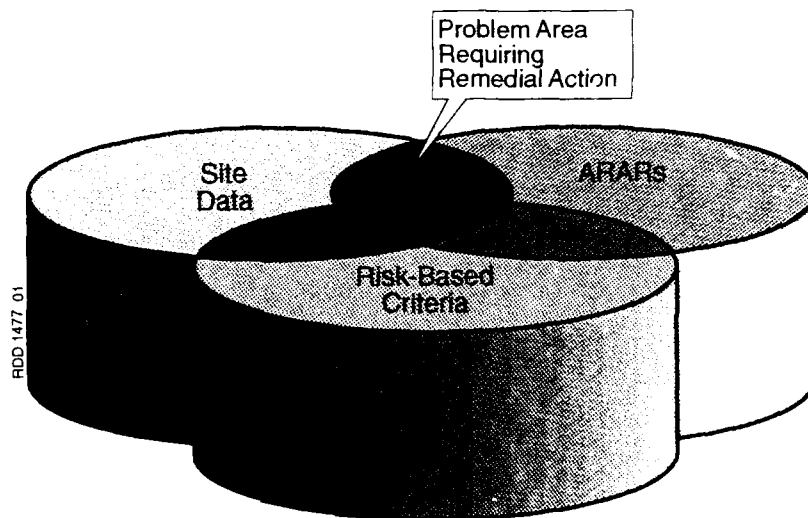 Problem Area
Requiring
Remedial Action
Site
Data
ARARs
Risk-Based
Criteria
RDD 1477 01